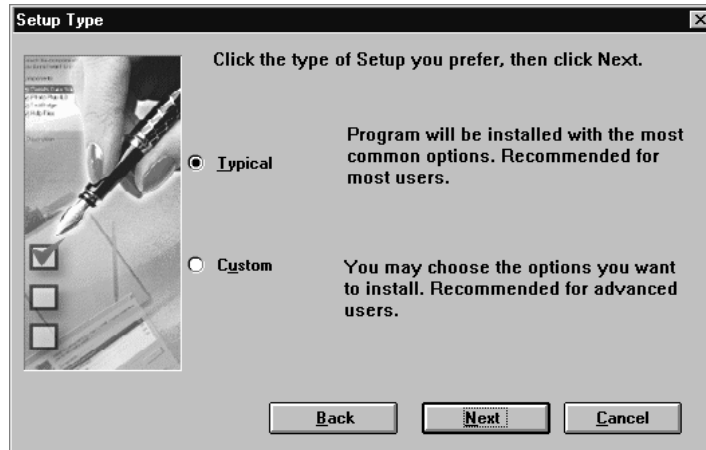 Setup Type
Click the type of Setup you prefer, then click Next.
Typical
Program will be installed with the most
common options. Recommended for
most users.
Custom
You may choose the options you want
to install. Recommended for advanced
users.
Back
Next
Cancel